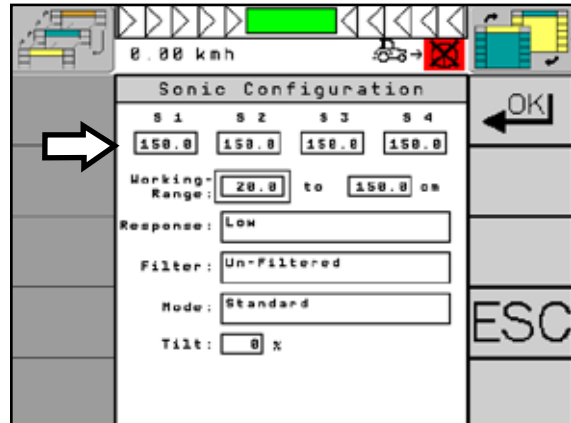 0.00 kmh
Sonic Configuration
S 1 S 2 S 3 S 4
150.0 150.0 150.0 150.0
Working-
Range: 20.0 to 150.0 cm
Response: Low
Filter: Un-Filtered
Mode: Standard
Tilt: 0 %
OK
ESC